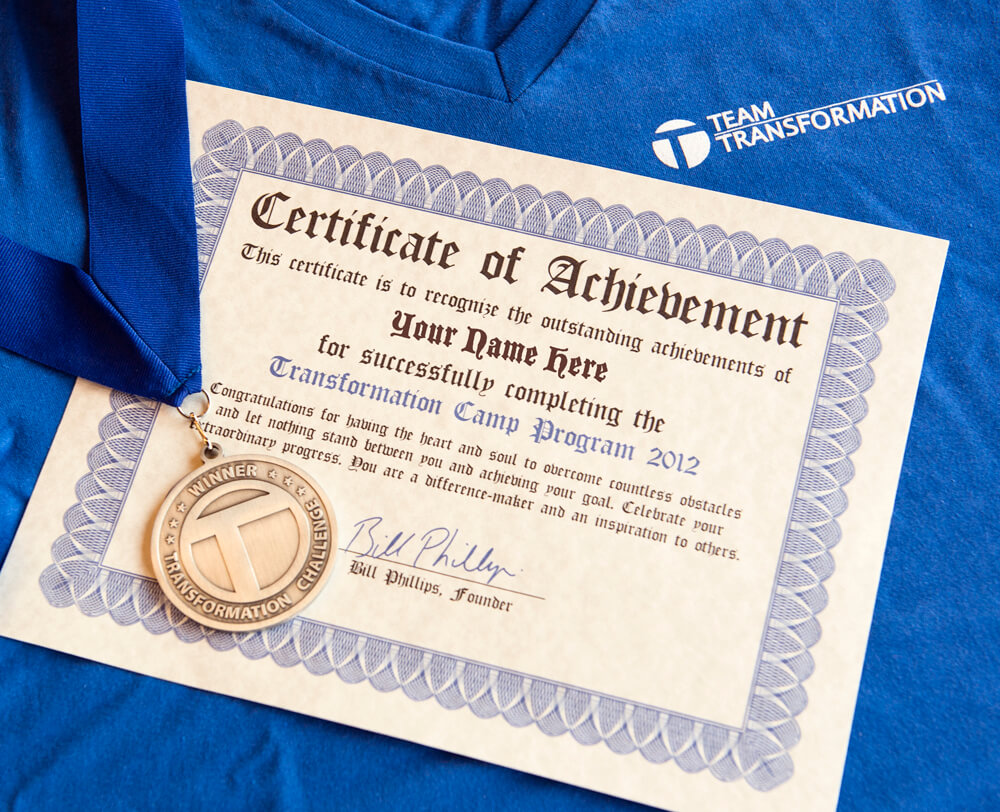 TEAM
TRANSFORMATION
Certificate of Achievement
This certificate is to recognize the outstanding achievements of
Your Name Here
for successfully completing the
Transformation Camp Program 2012
Congratulations for having the heart and soul to overcome countless obstacles
and let nothing stand between you and achieving your goal. Celebrate your
extraordinary progress. You are a difference-maker and an inspiration to others.
Bill Phillips
Bill Phillips, Founder
WINNER
TRANSFORMATION CHALLENGE